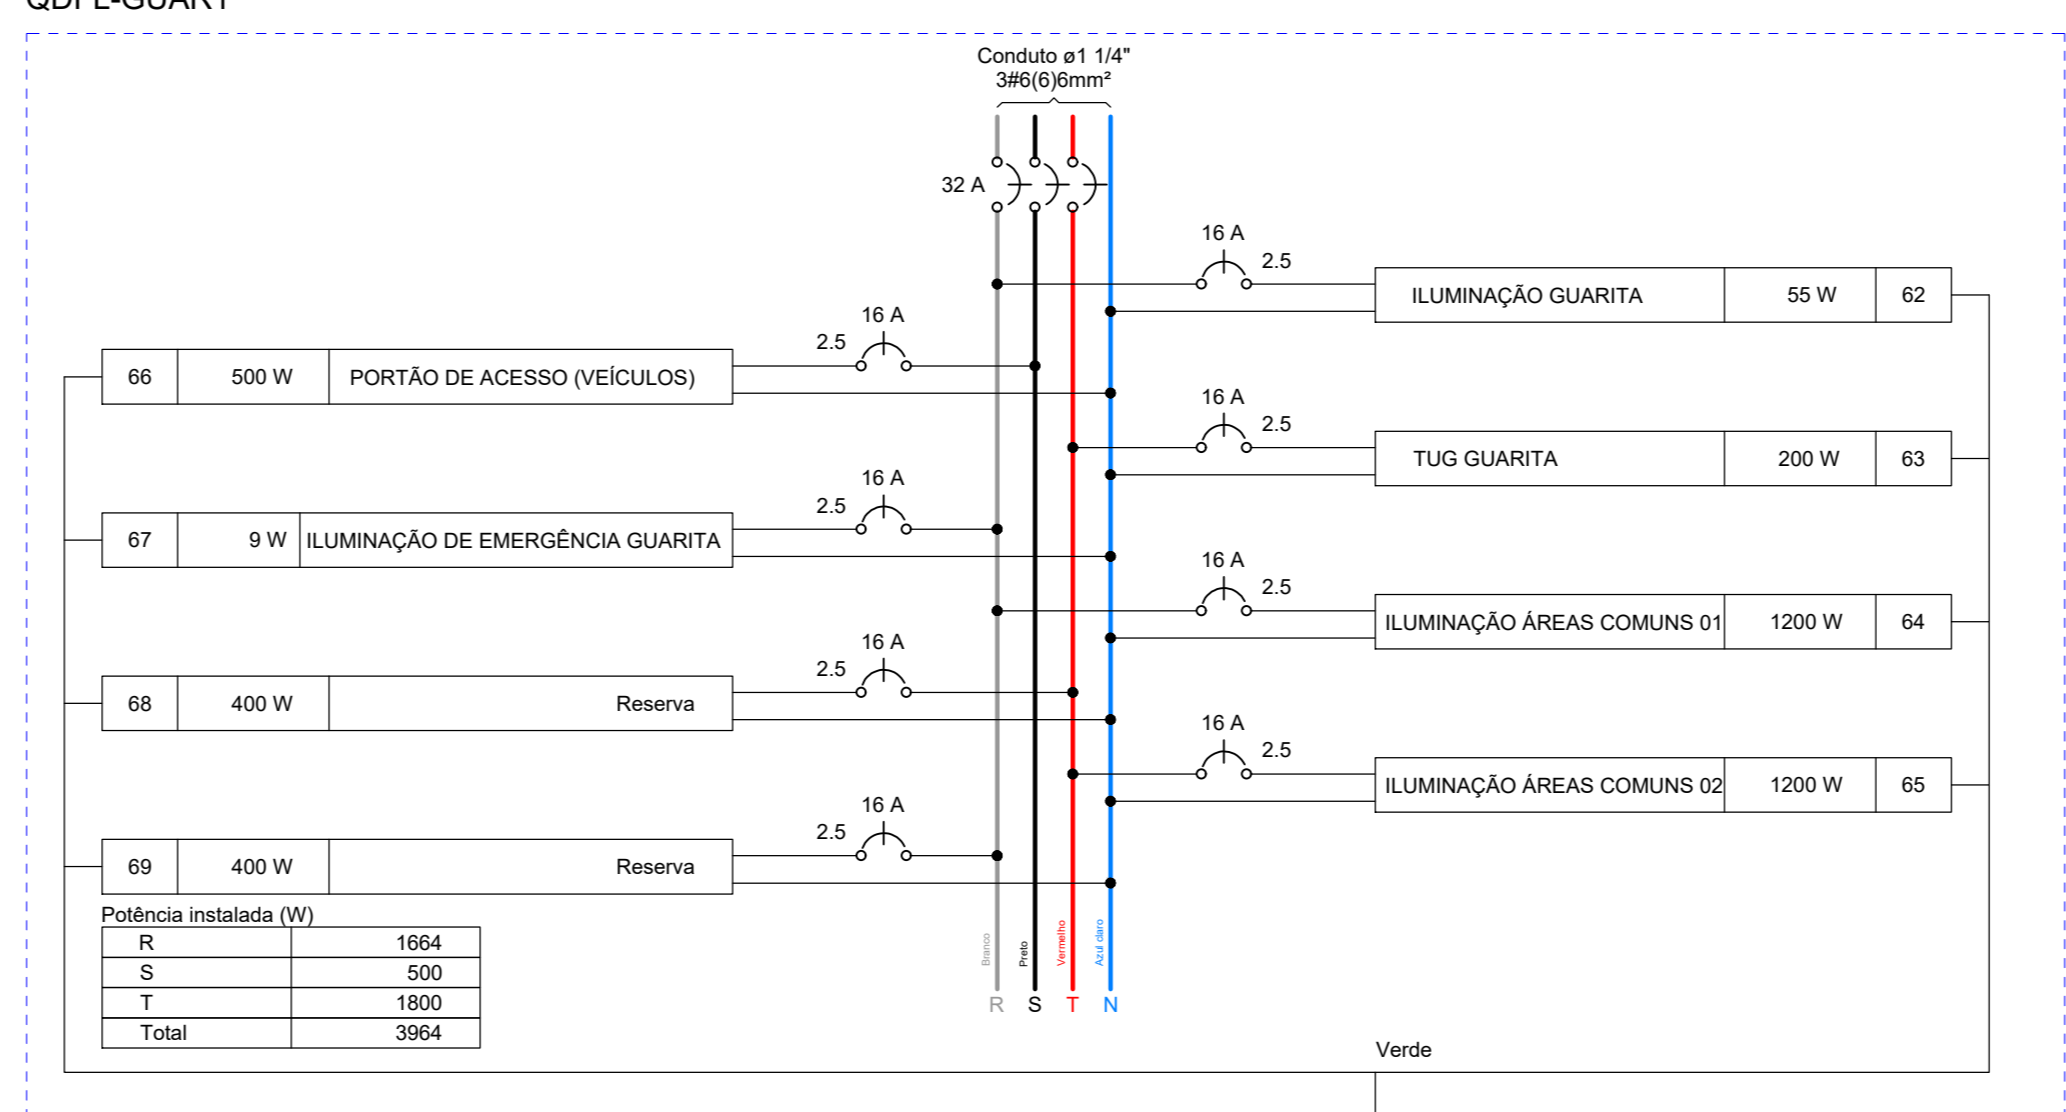 Conduto ø1 1/4"
3#6(6)6mm²
32 A
16 A
2.5
ILUMINAÇÃO GUARITA 55 W 62
16 A
2.5
66 500 W PORTÃO DE ACESSO (VEÍCULOS)
16 A
2.5
TUG GUARITA 200 W 63
16 A
2.5
67 9 W ILUMINAÇÃO DE EMERGÊNCIA GUARITA
16 A
2.5
ILUMINAÇÃO ÁREAS COMUNS 01 1200 W 64
16 A
2.5
68 400 W Reserva
16 A
2.5
ILUMINAÇÃO ÁREAS COMUNS 02 1200 W 65
16 A
2.5
69 400 W Reserva
Potência instalada (W)
R 1664
S 500
T 1800
Total 3964
Branco
Preto
Vermelho
Azul claro
R S T N
Verde